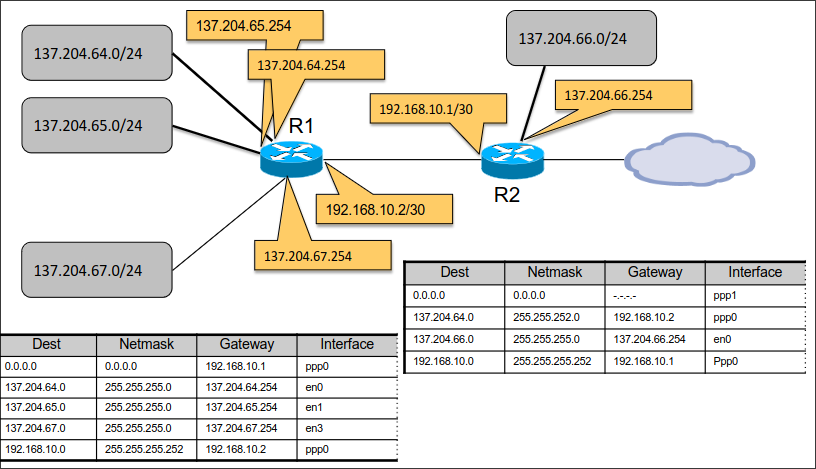 137.204.65.254
137.204.64.0/24
137.204.64.254
137.204.66.0/24
137.204.66.254
192.168.10.1/30
137.204.65.0/24
R1
R2
192.168.10.2/30
137.204.67.254
137.204.67.0/24
Dest Netmask Gateway Interface
0.0.0.0 0.0.0.0 -.-.-.- ppp1
137.204.64.0 255.255.252.0 192.168.10.2 ppp0
137.204.66.0 255.255.255.0 137.204.66.254 en0
192.168.10.0 255.255.255.252 192.168.10.1 Ppp0
Dest Netmask Gateway Interface
0.0.0.0 0.0.0.0 192.168.10.1 ppp0
137.204.64.0 255.255.255.0 137.204.64.254 en0
137.204.65.0 255.255.255.0 137.204.65.254 en1
137.204.67.0 255.255.255.0 137.204.67.254 en3
192.168.10.0 255.255.255.252 192.168.10.2 ppp0